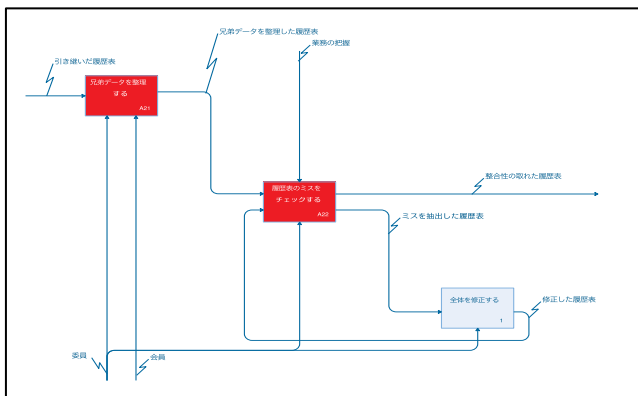 兄弟データを整理した履歴表
業務の把握
引き継いだ履歴表
兄弟データを整理
する
A21
整合性の取れた履歴表
履歴表のミスを
チェックする
A22
ミスを抽出した履歴表
全体を修正する
1
修正した履歴表
委員
会員